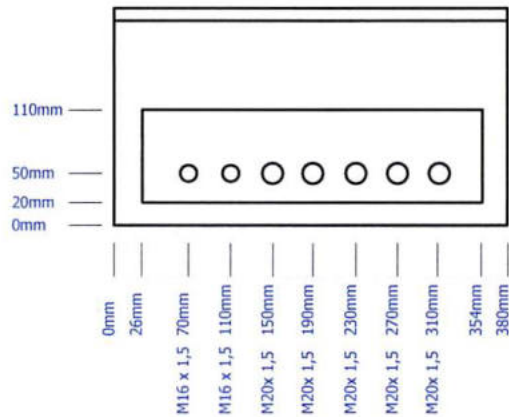 110mm
50mm
20mm
0mm
0mm
26mm
M16 x 1,5 70mm
M16 x 1,5 110mm
M20x 1,5 150mm
M20x 1,5 190mm
M20x 1,5 230mm
M20x 1,5 270mm
M20x 1,5 310mm
354mm
380mm